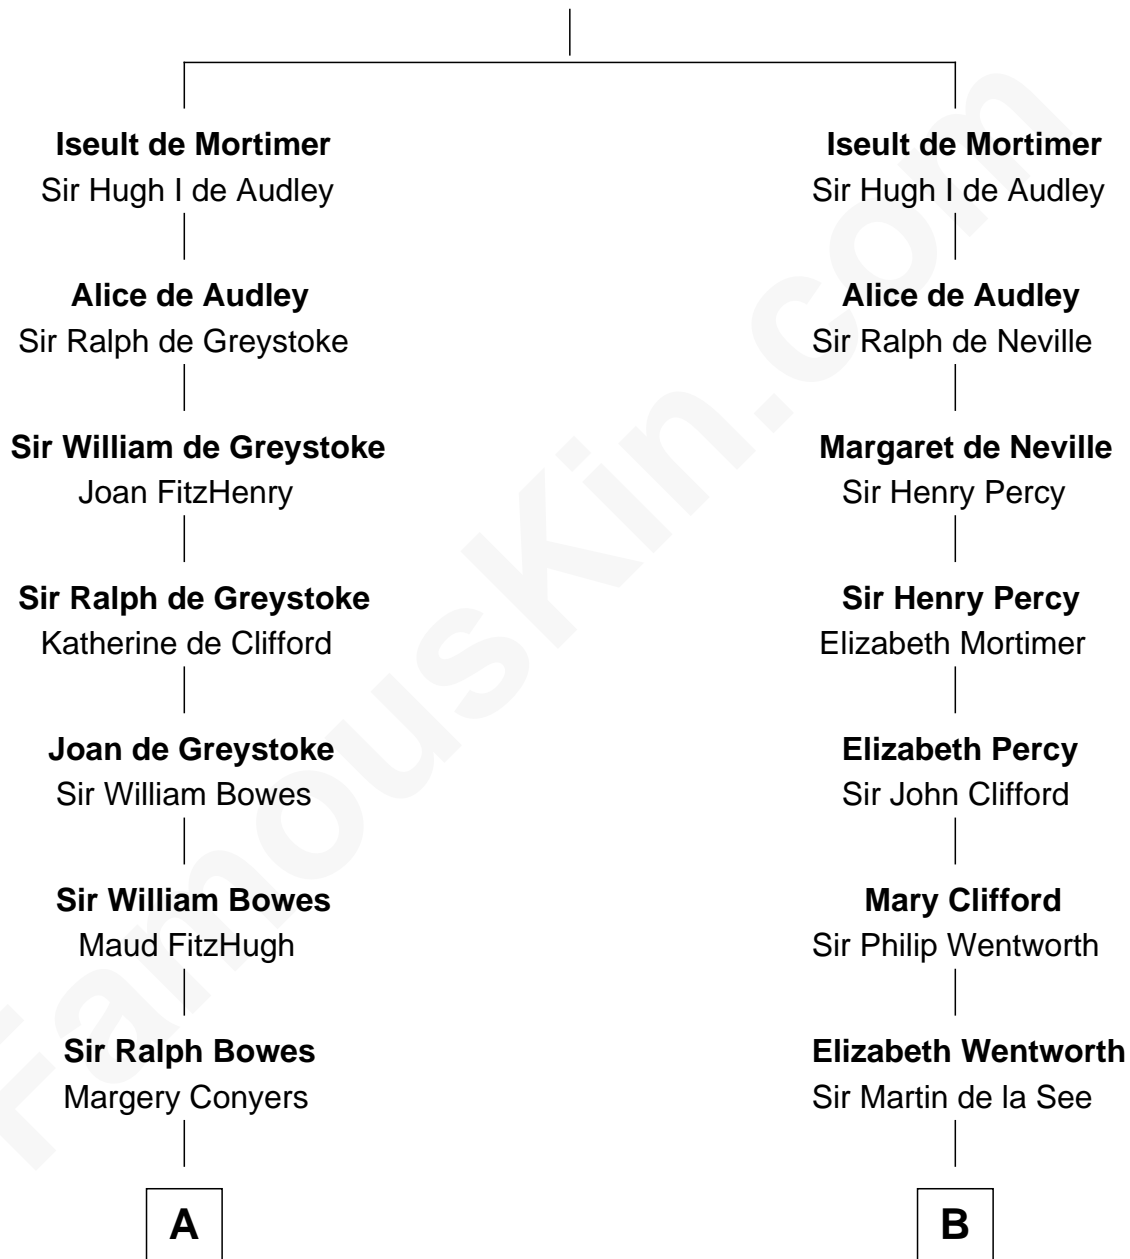 Iseult de Mortimer
Sir Hugh I de Audley
Alice de Audley
Sir Ralph de Greystoke
Sir William de Greystoke
Joan FitzHenry
Sir Ralph de Greystoke
Katherine de Clifford
Joan de Greystoke
Sir William Bowes
Sir William Bowes
Maud FitzHugh
Sir Ralph Bowes
Margery Conyers
A
Iseult de Mortimer
Sir Hugh I de Audley
Alice de Audley
Sir Ralph de Neville
Margaret de Neville
Sir Henry Percy
Sir Henry Percy
Elizabeth Mortimer
Elizabeth Percy
Sir John Clifford
Mary Clifford
Sir Philip Wentworth
Elizabeth Wentworth
Sir Martin de la See
B
FamousKin.com